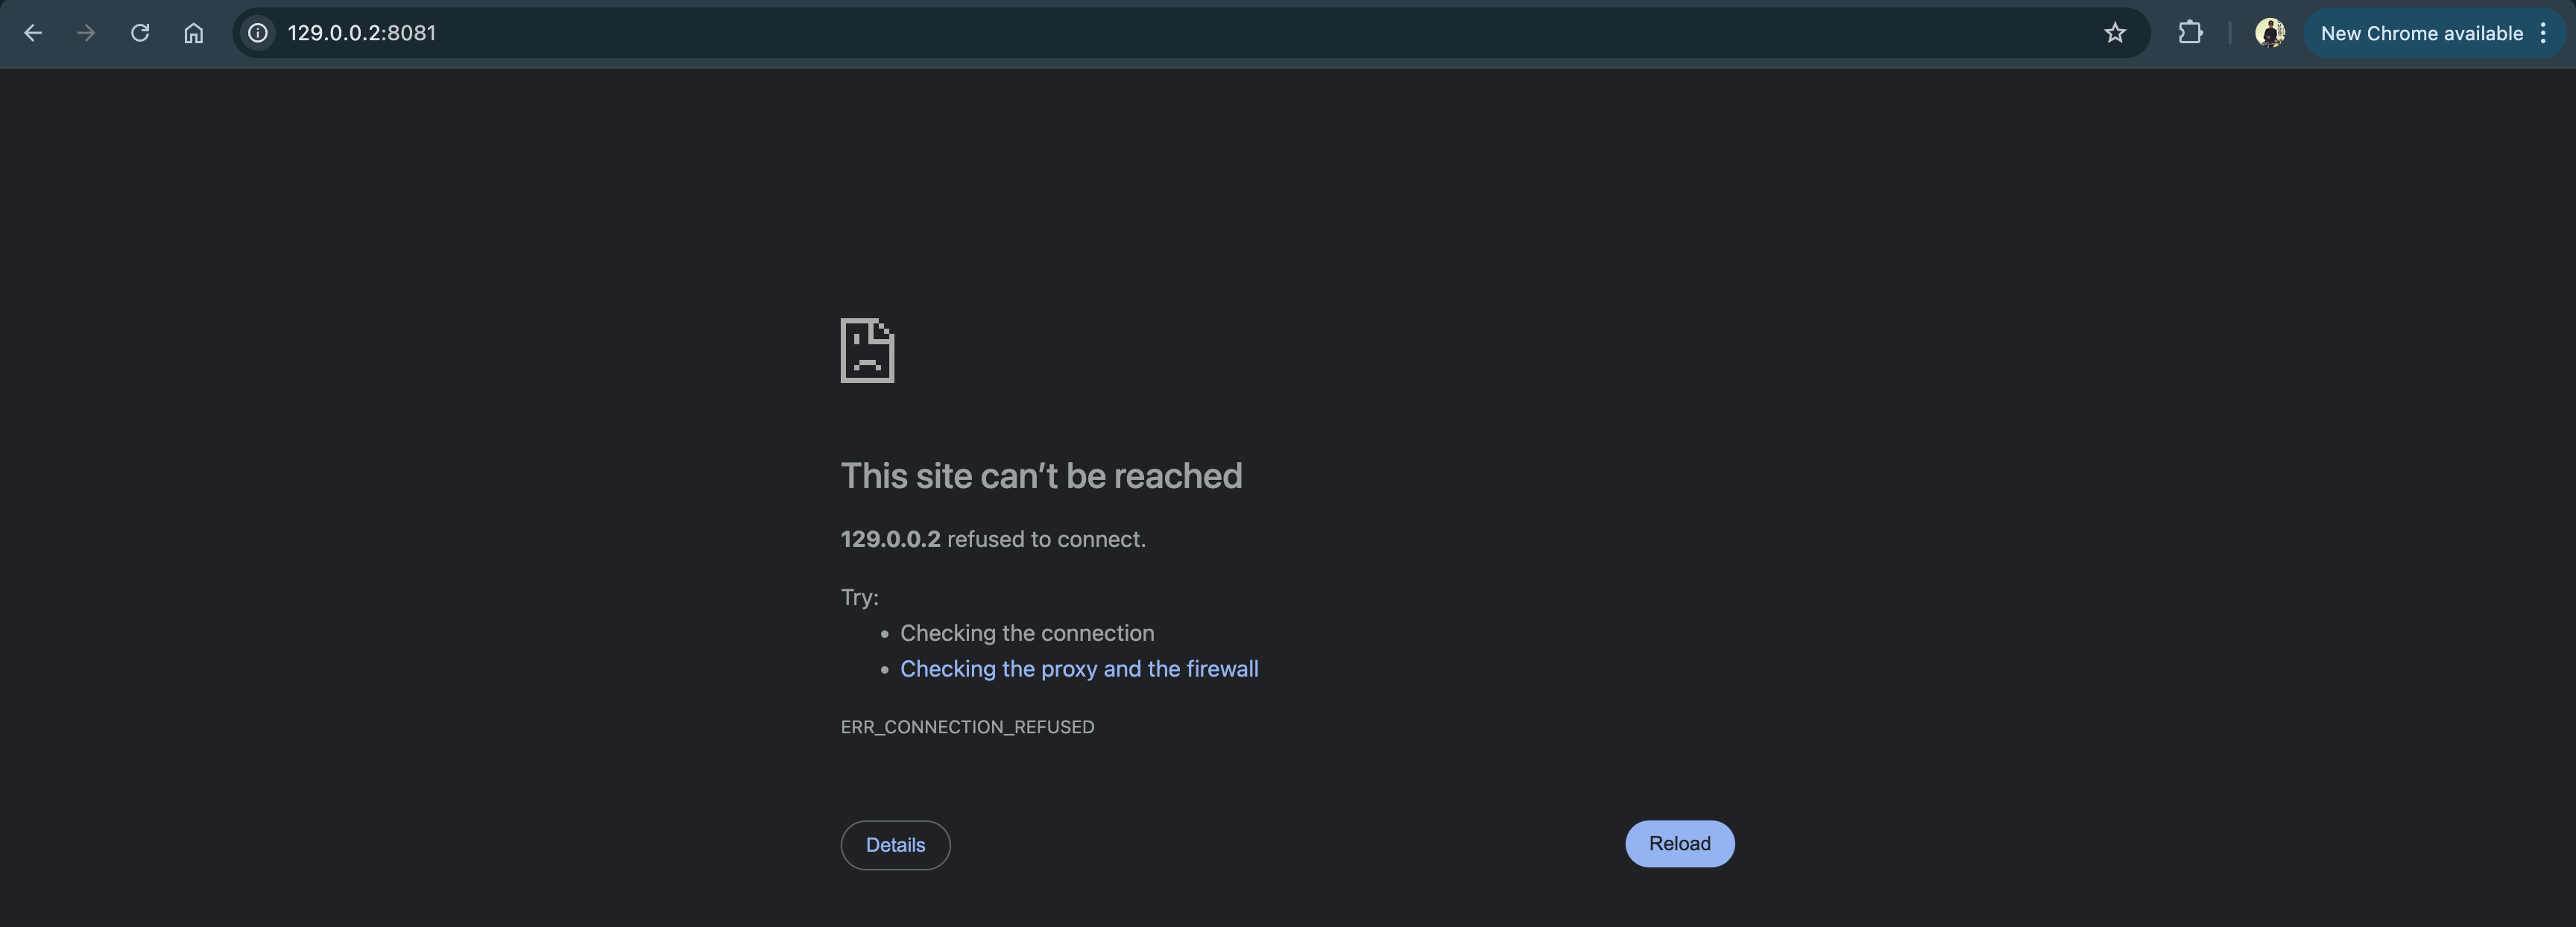 129.0.0.2:8081
New Chrome available
This site can’t be reached
129.0.0.2 refused to connect.
Try:
• Checking the connection
• Checking the proxy and the firewall
ERR_CONNECTION_REFUSED
Details
Reload